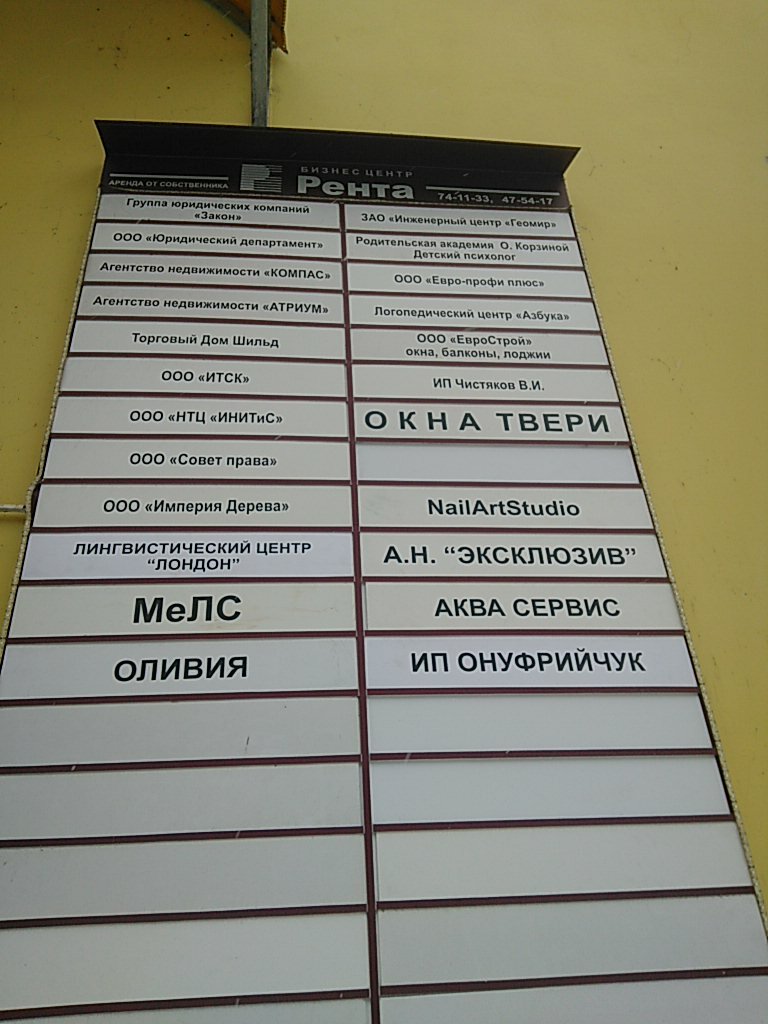 БИЗНЕС ЦЕНТР
АРЕНДА ОТ СОБСТВЕННИКА
Рента
74-11-33, 47-54-17
Группа юридических компаний
«Закон»
ООО «Юридический департамент»
Агентство недвижимости «КОМПАС»
Агентство недвижимости «АТРИУМ»
Торговый Дом Шильд
ООО «ИТСК»
ООО «НТЦ «ИНИТиС»
ООО «Совет права»
ООО «Империя Дерева»
ЛИНГВИСТИЧЕСКИЙ ЦЕНТР
“ЛОНДОН”
МеЛС
ОЛИВИЯ
ЗАО «Инженерный центр «Геомир»
Родительская академия О. Корзиной
Детский психолог
ООО «Евро-профи плюс»
Логопедический центр «Азбука»
ООО «ЕвроСтрой»
окна, балконы, лоджии
ИП Чистяков В.И.
ОКНА ТВЕРИ
NailArtStudio
А.Н. “ЭКСКЛЮЗИВ”
АКВА СЕРВИС
ИП ОНУФРИЙЧУК